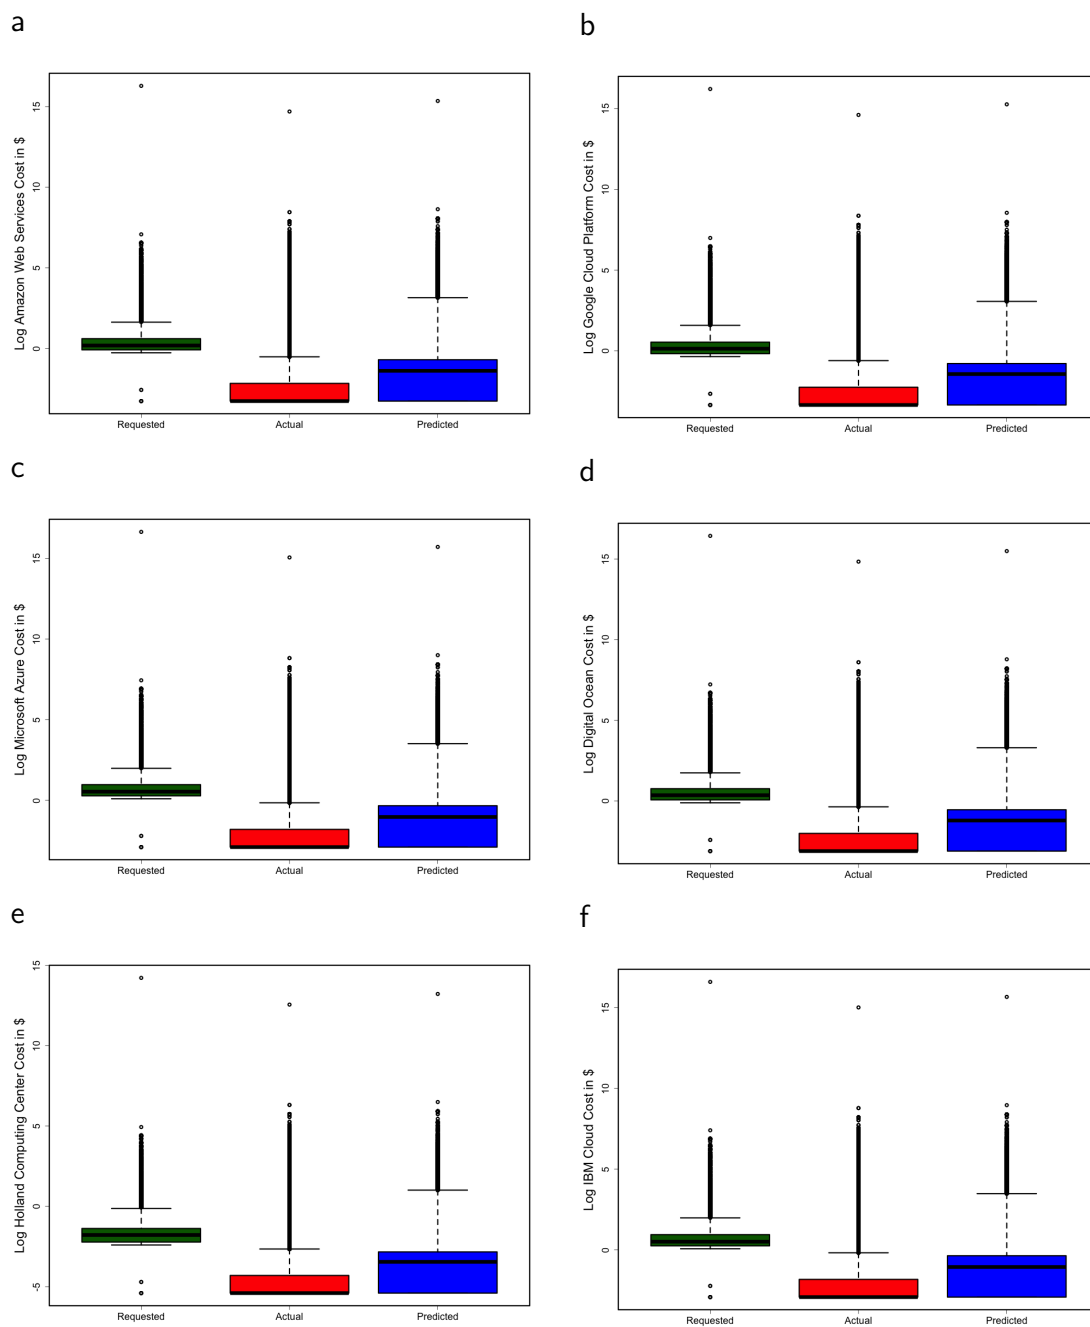 a
Log Amazon Web Services Cost in $
15
10
5
0
Requested Actual Predicted
b
Log Google Cloud Platform Cost in $
15
10
5
0
Requested Actual Predicted
c
Log Microsoft Azure Cost in $
15
10
5
0
Requested Actual Predicted
d
Log Digital Ocean Cost in $
15
10
5
0
Requested Actual Predicted
e
Log Holland Computing Center Cost in $
15
10
5
0
-5
Requested Actual Predicted
f
Log IBM Cloud Cost in $
15
10
5
0
Requested Actual Predicted